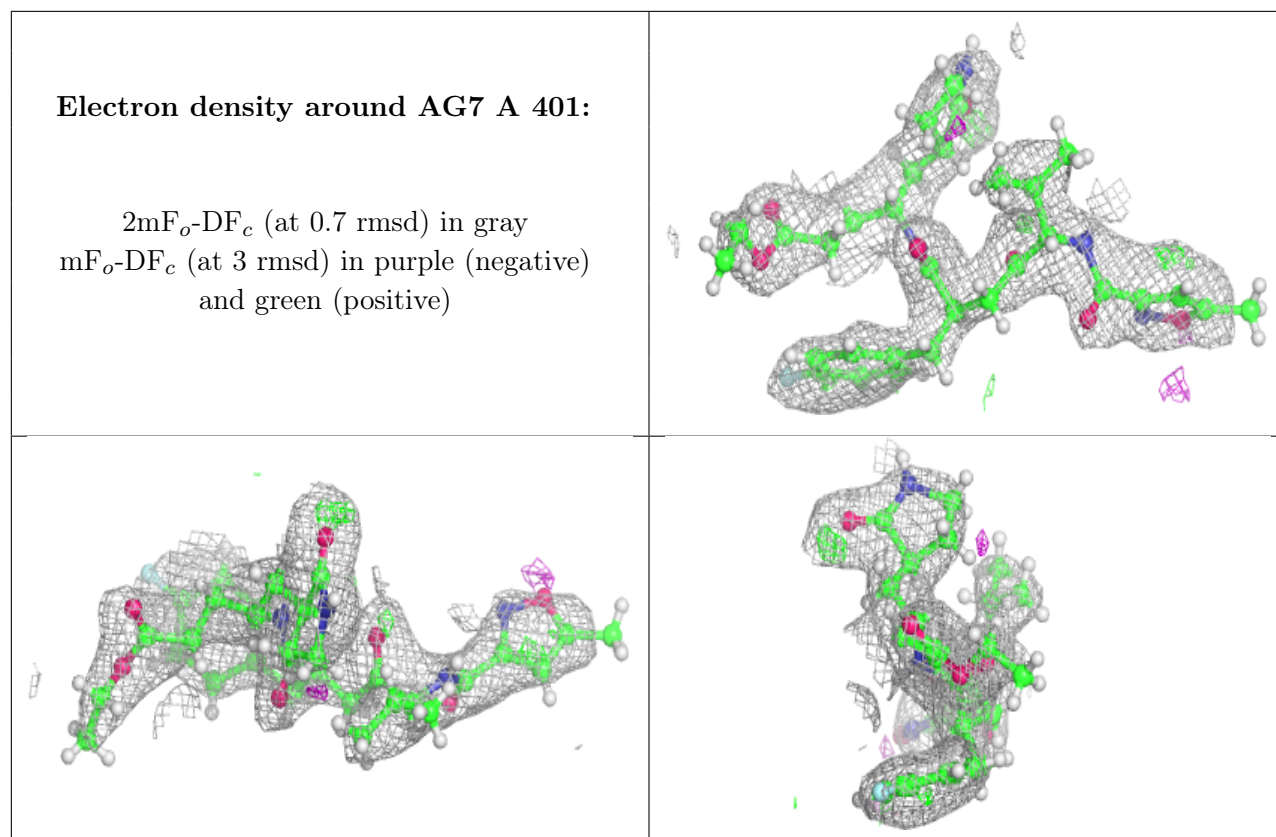 Electron density around AG7 A 401:
2mFo-DFc (at 0.7 rmsd) in gray
mFo-DFc (at 3 rmsd) in purple (negative)
and green (positive)